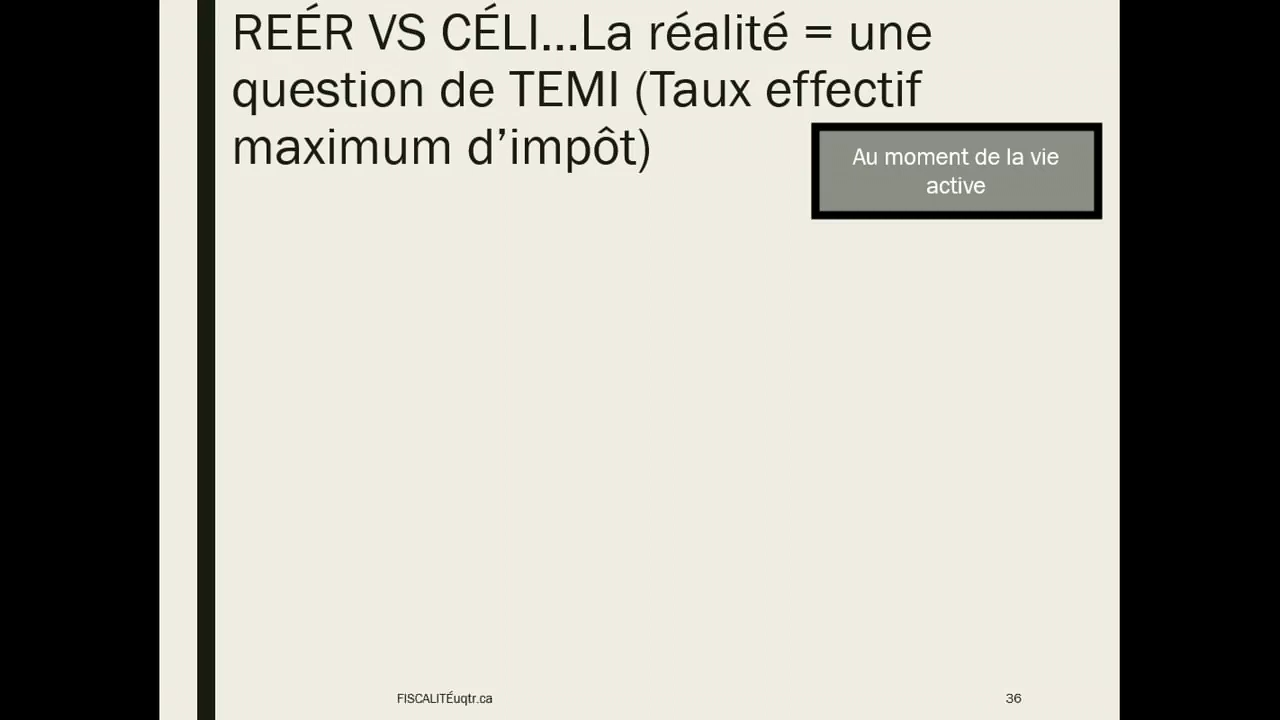 REÉR VS CÉLI...La réalité = une
question de TEMI (Taux effectif
maximum d’impôt)
Au moment de la vie
active
FISCALITÉuqtr.ca
36